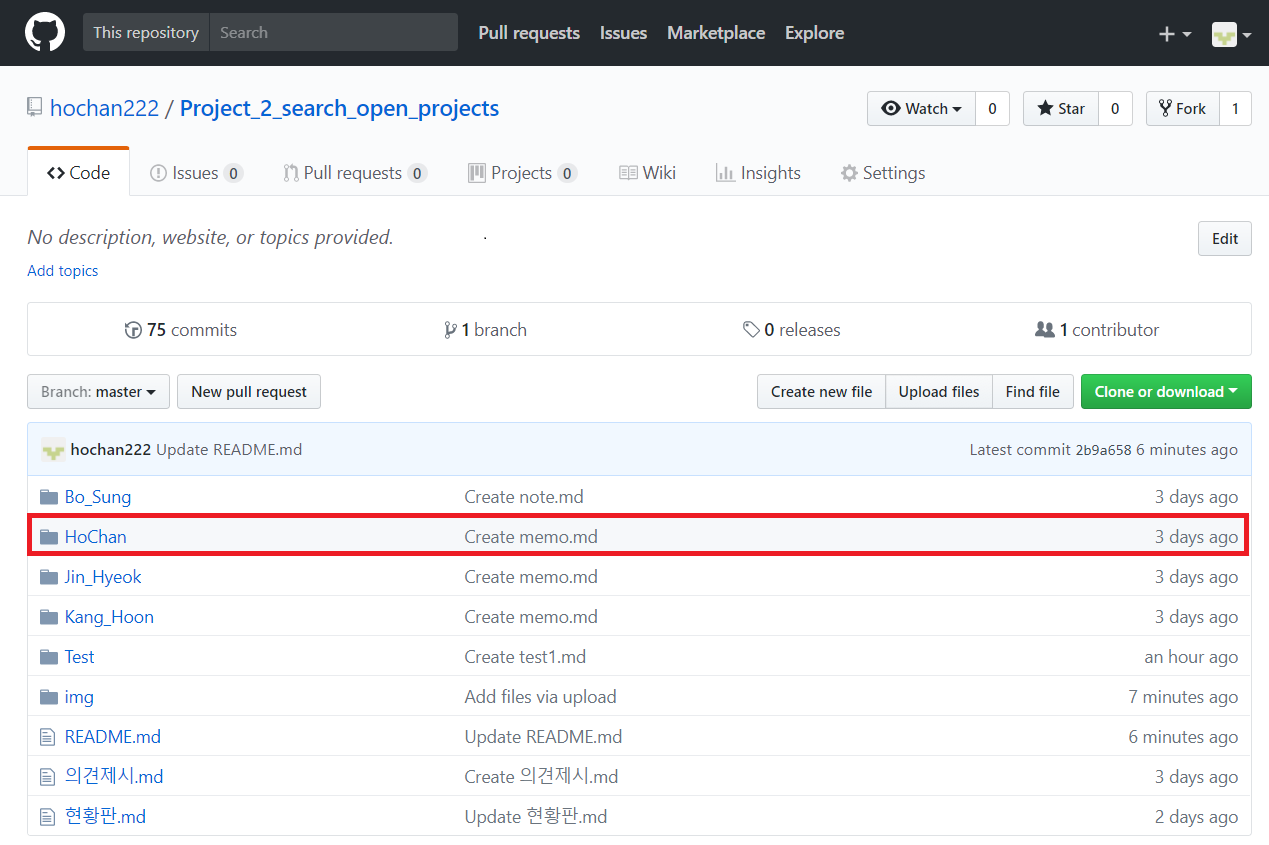 This repository Search Pull requests Issues Marketplace Explore
hochan222 / Project_2_search_open_projects Watch 0 Star 0 Fork 1
Code Issues 0 Pull requests 0 Projects 0 Wiki Insights Settings
No description, website, or topics provided. Edit
Add topics
75 commits 1 branch 0 releases 1 contributor
Branch: master New pull request Create new file Upload files Find file Clone or download
hochan222 Update README.md Latest commit 2b9a658 6 minutes ago
Bo_Sung Create note.md 3 days ago
HoChan Create memo.md 3 days ago
Jin_Hyeok Create memo.md 3 days ago
Kang_Hoon Create memo.md 3 days ago
Test Create test1.md an hour ago
img Add files via upload 7 minutes ago
README.md Update README.md 6 minutes ago
의견제시.md Create 의견제시.md 3 days ago
현황판.md Update 현황판.md 2 days ago